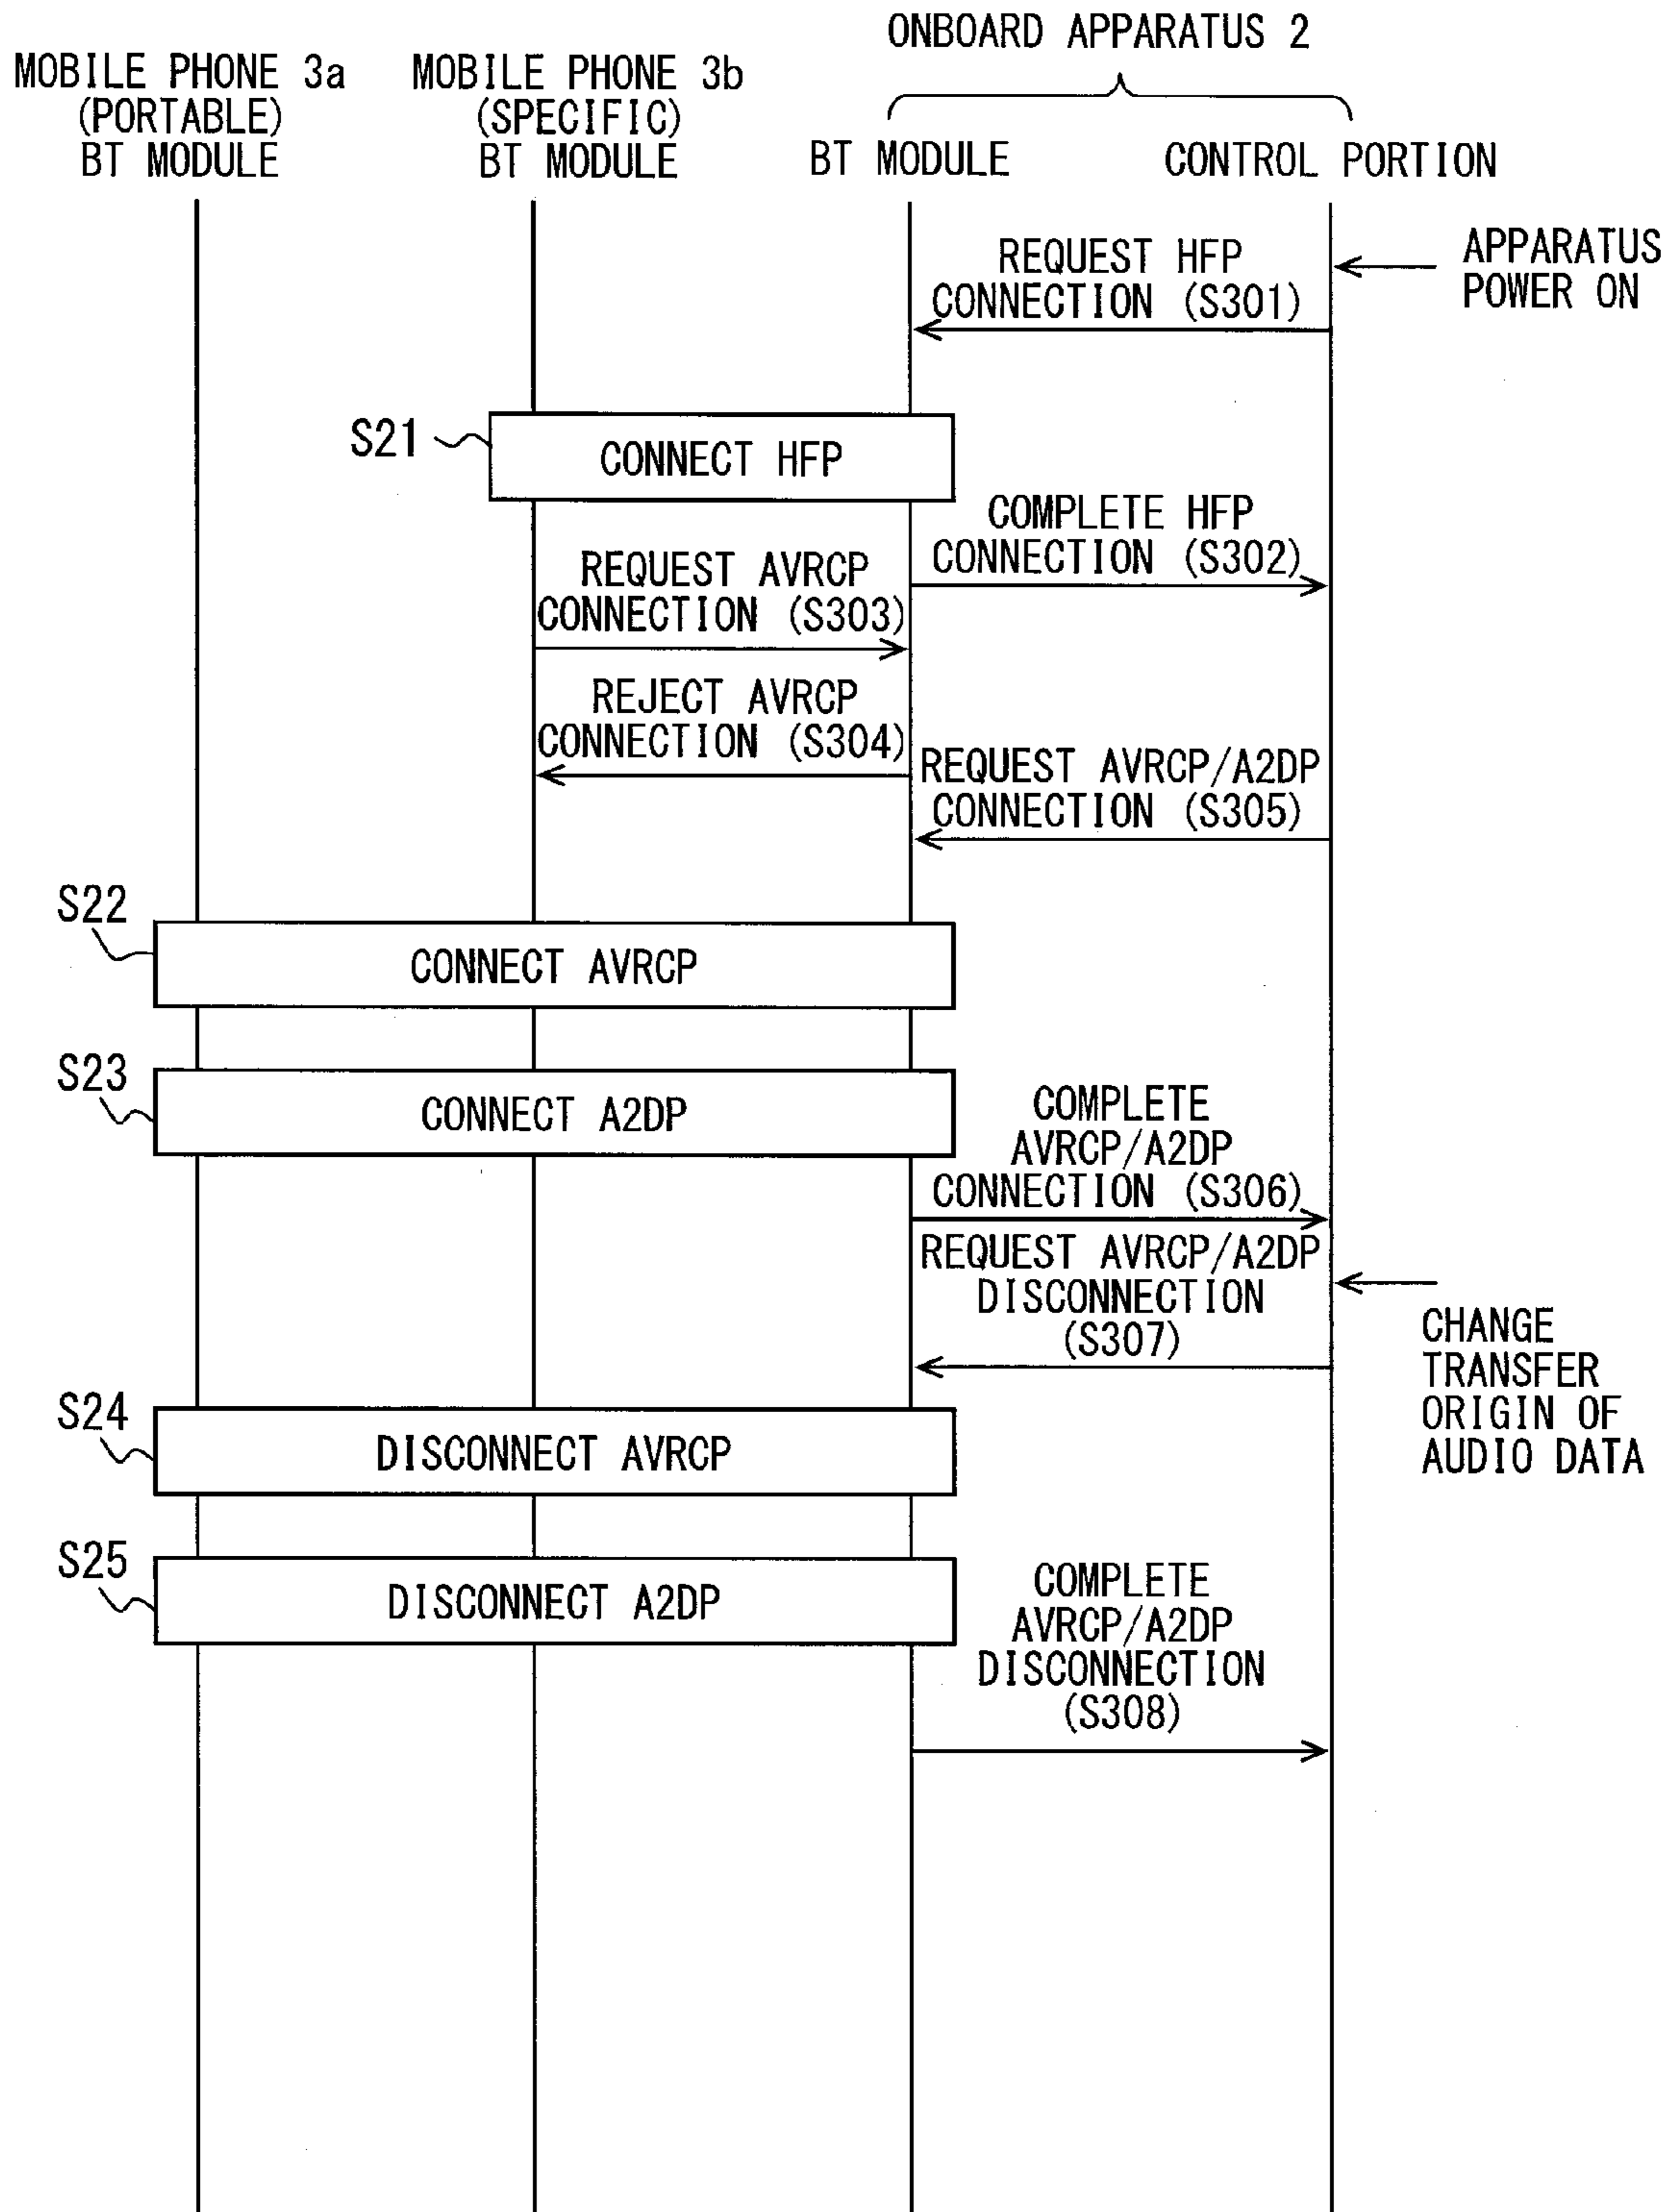 ONBOARD APPARATUS 2
MOBILE PHONE 3a
(PORTABLE)
BT MODULE
MOBILE PHONE 3b
(SPECIFIC)
BT MODULE
BT MODULE
CONTROL PORTION
APPARATUS
POWER ON
REQUEST HFP
CONNECTION (S301)
S21
CONNECT HFP
COMPLETE HFP
CONNECTION (S302)
REQUEST AVRCP
CONNECTION (S303)
REJECT AVRCP
CONNECTION (S304)
REQUEST AVRCP/A2DP
CONNECTION (S305)
S22
CONNECT AVRCP
S23
CONNECT A2DP
COMPLETE
AVRCP/A2DP
CONNECTION (S306)
REQUEST AVRCP/A2DP
DISCONNECTION
(S307)
CHANGE
TRANSFER
ORIGIN OF
AUDIO DATA
S24
DISCONNECT AVRCP
S25
DISCONNECT A2DP
COMPLETE
AVRCP/A2DP
DISCONNECTION
(S308)